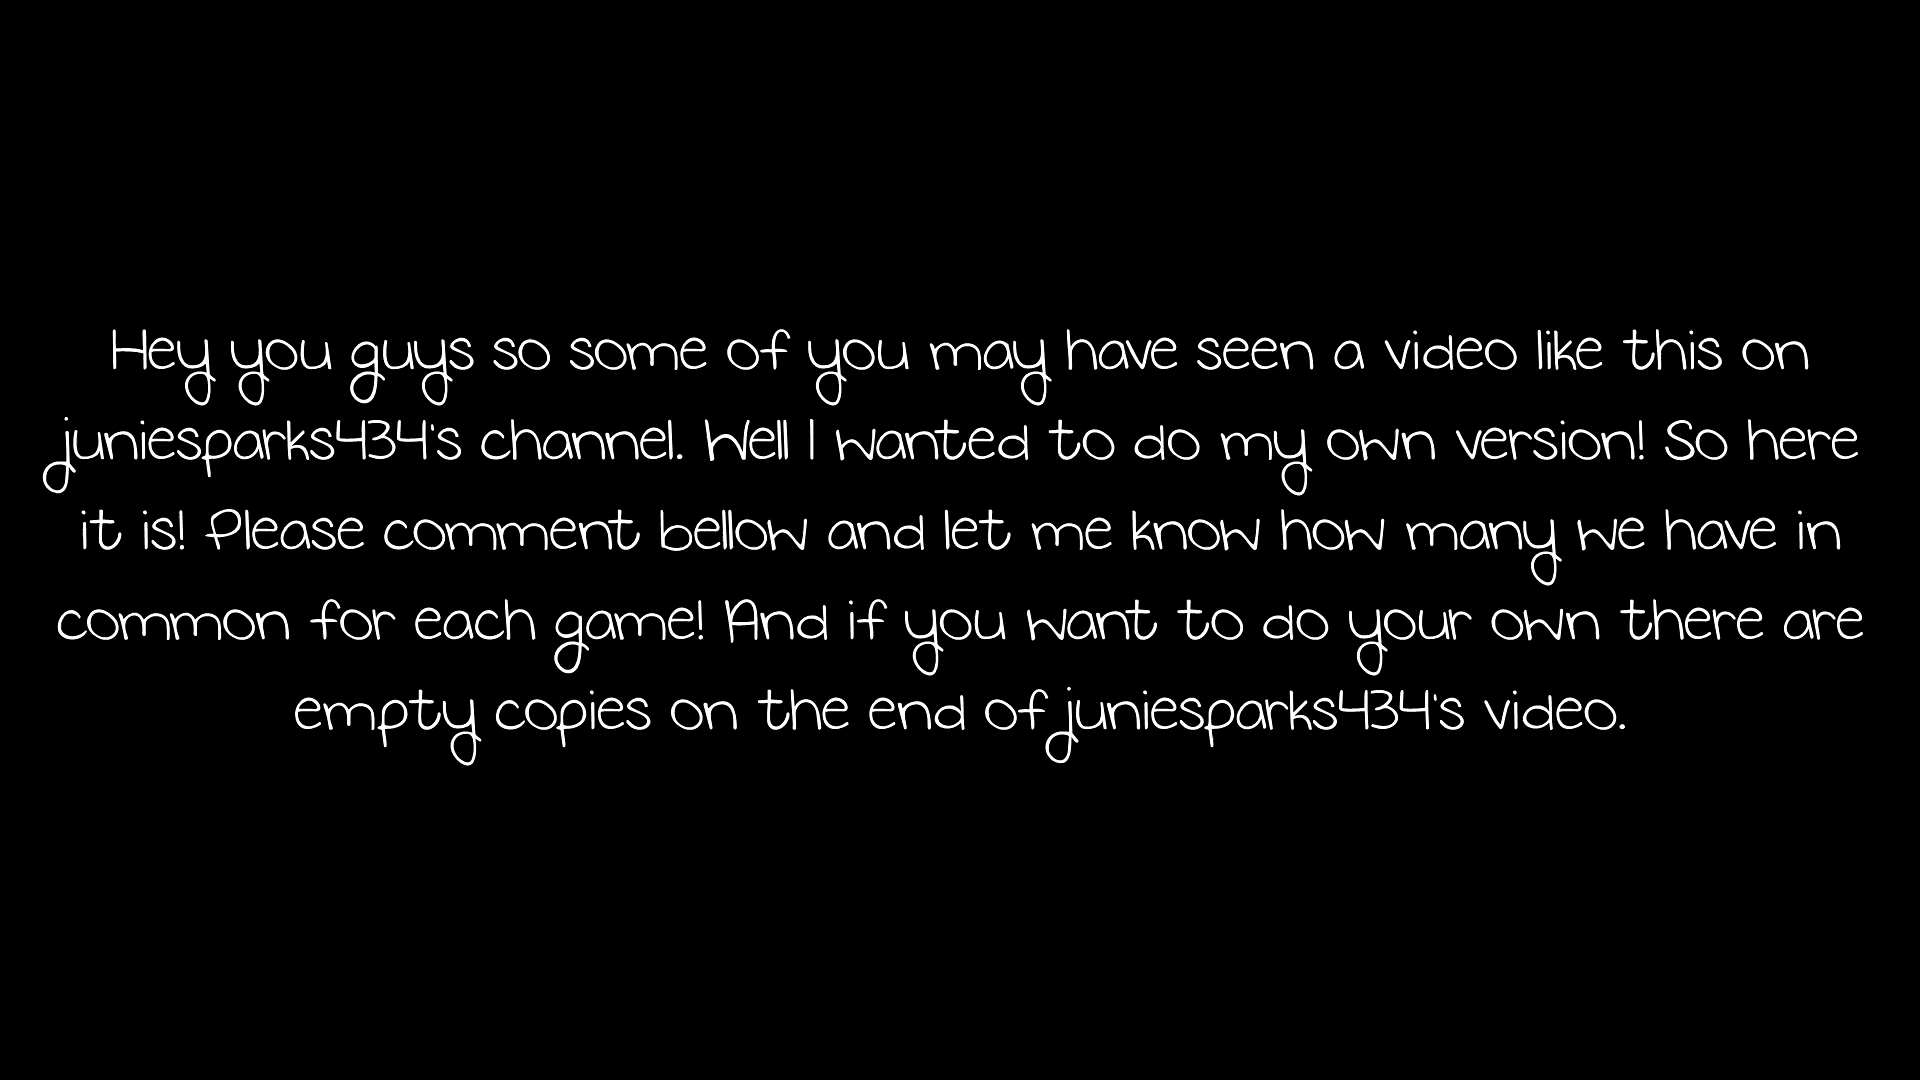 Hey you guys so some of you may have seen a video like this on
juniesparks434's channel. Well I wanted to do my own version! So here
it is! Please comment bellow and let me know how many we have in
common for each game! And if you want to do your own there are
empty copies on the end of juniesparks434's video.